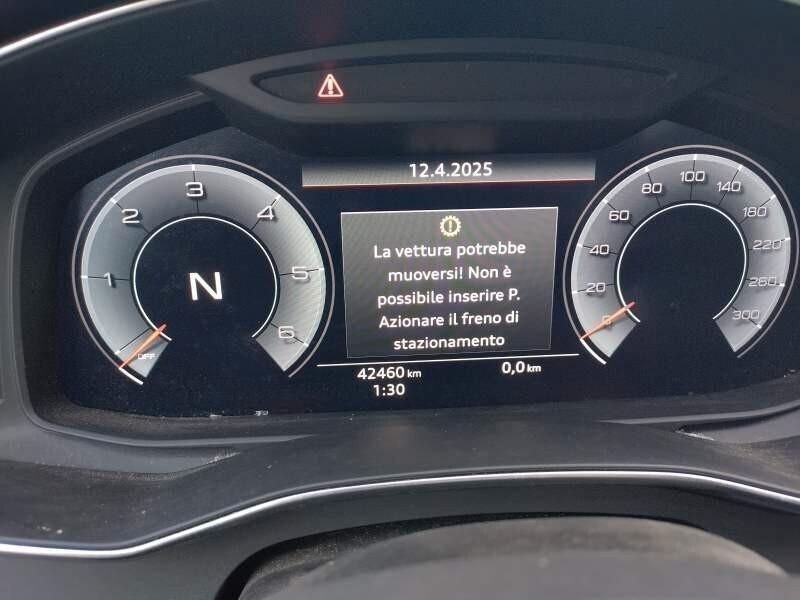 12.4.2025
1
2
3
4
5
6
N
OFF
La vettura potrebbe
muoversi! Non è
possibile inserire P.
Azionare il freno di
stazionamento
42460 km
0,0 km
1:30
0
20
40
60
80
100
140
180
220
260
300